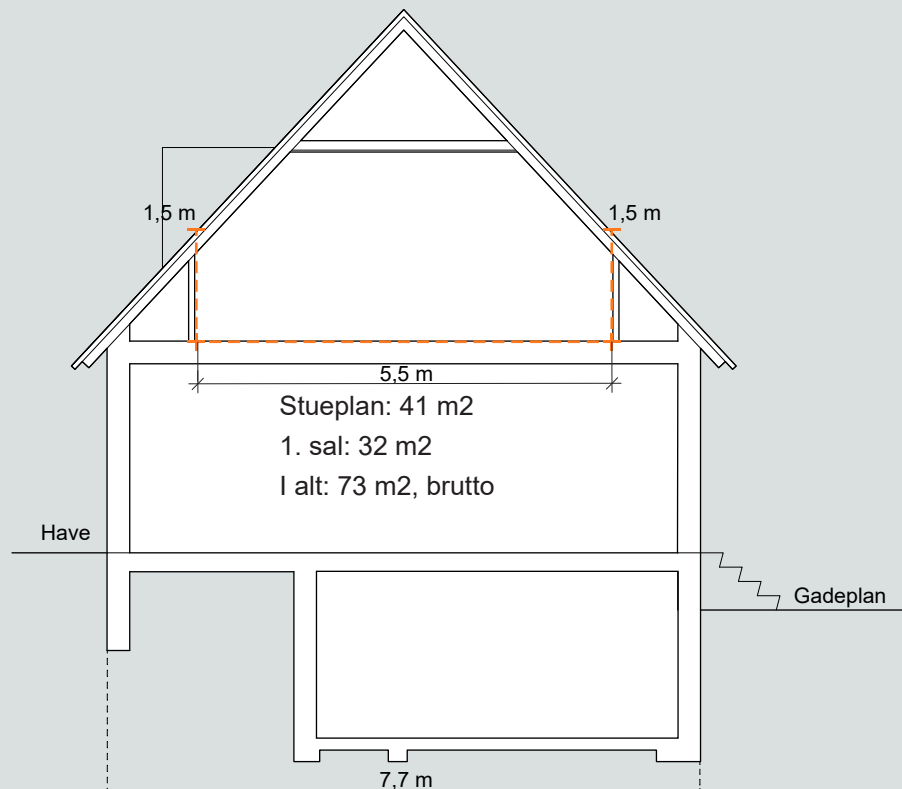 1,5 m
1,5 m
5,5 m
Stueplan: 41 m2
1. sal: 32 m2
I alt: 73 m2, brutto
Have
Gadeplan
7,7 m